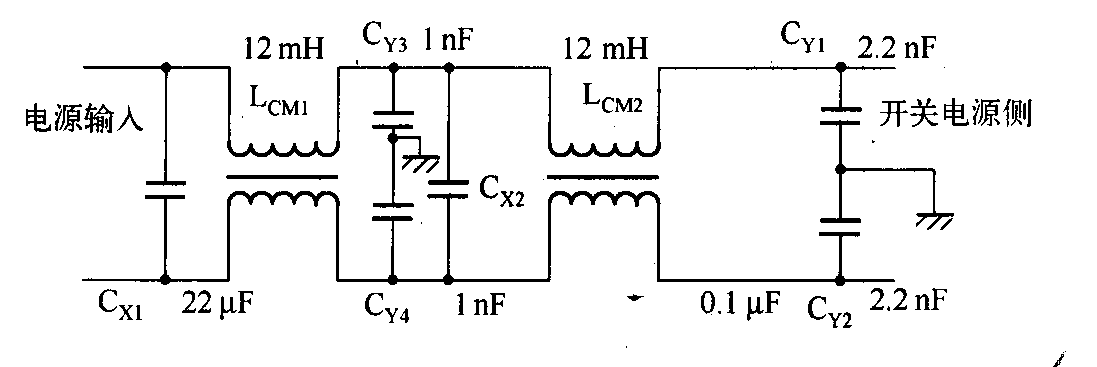 12 mH C_Y3 1 nF 12 mH C_Y1 2.2 nF
L_CM1 L_CM2
电源输入 开关电源侧
C_X2
C_X1 22 μF C_Y4 1 nF 0.1 μF C_Y2 2.2 nF